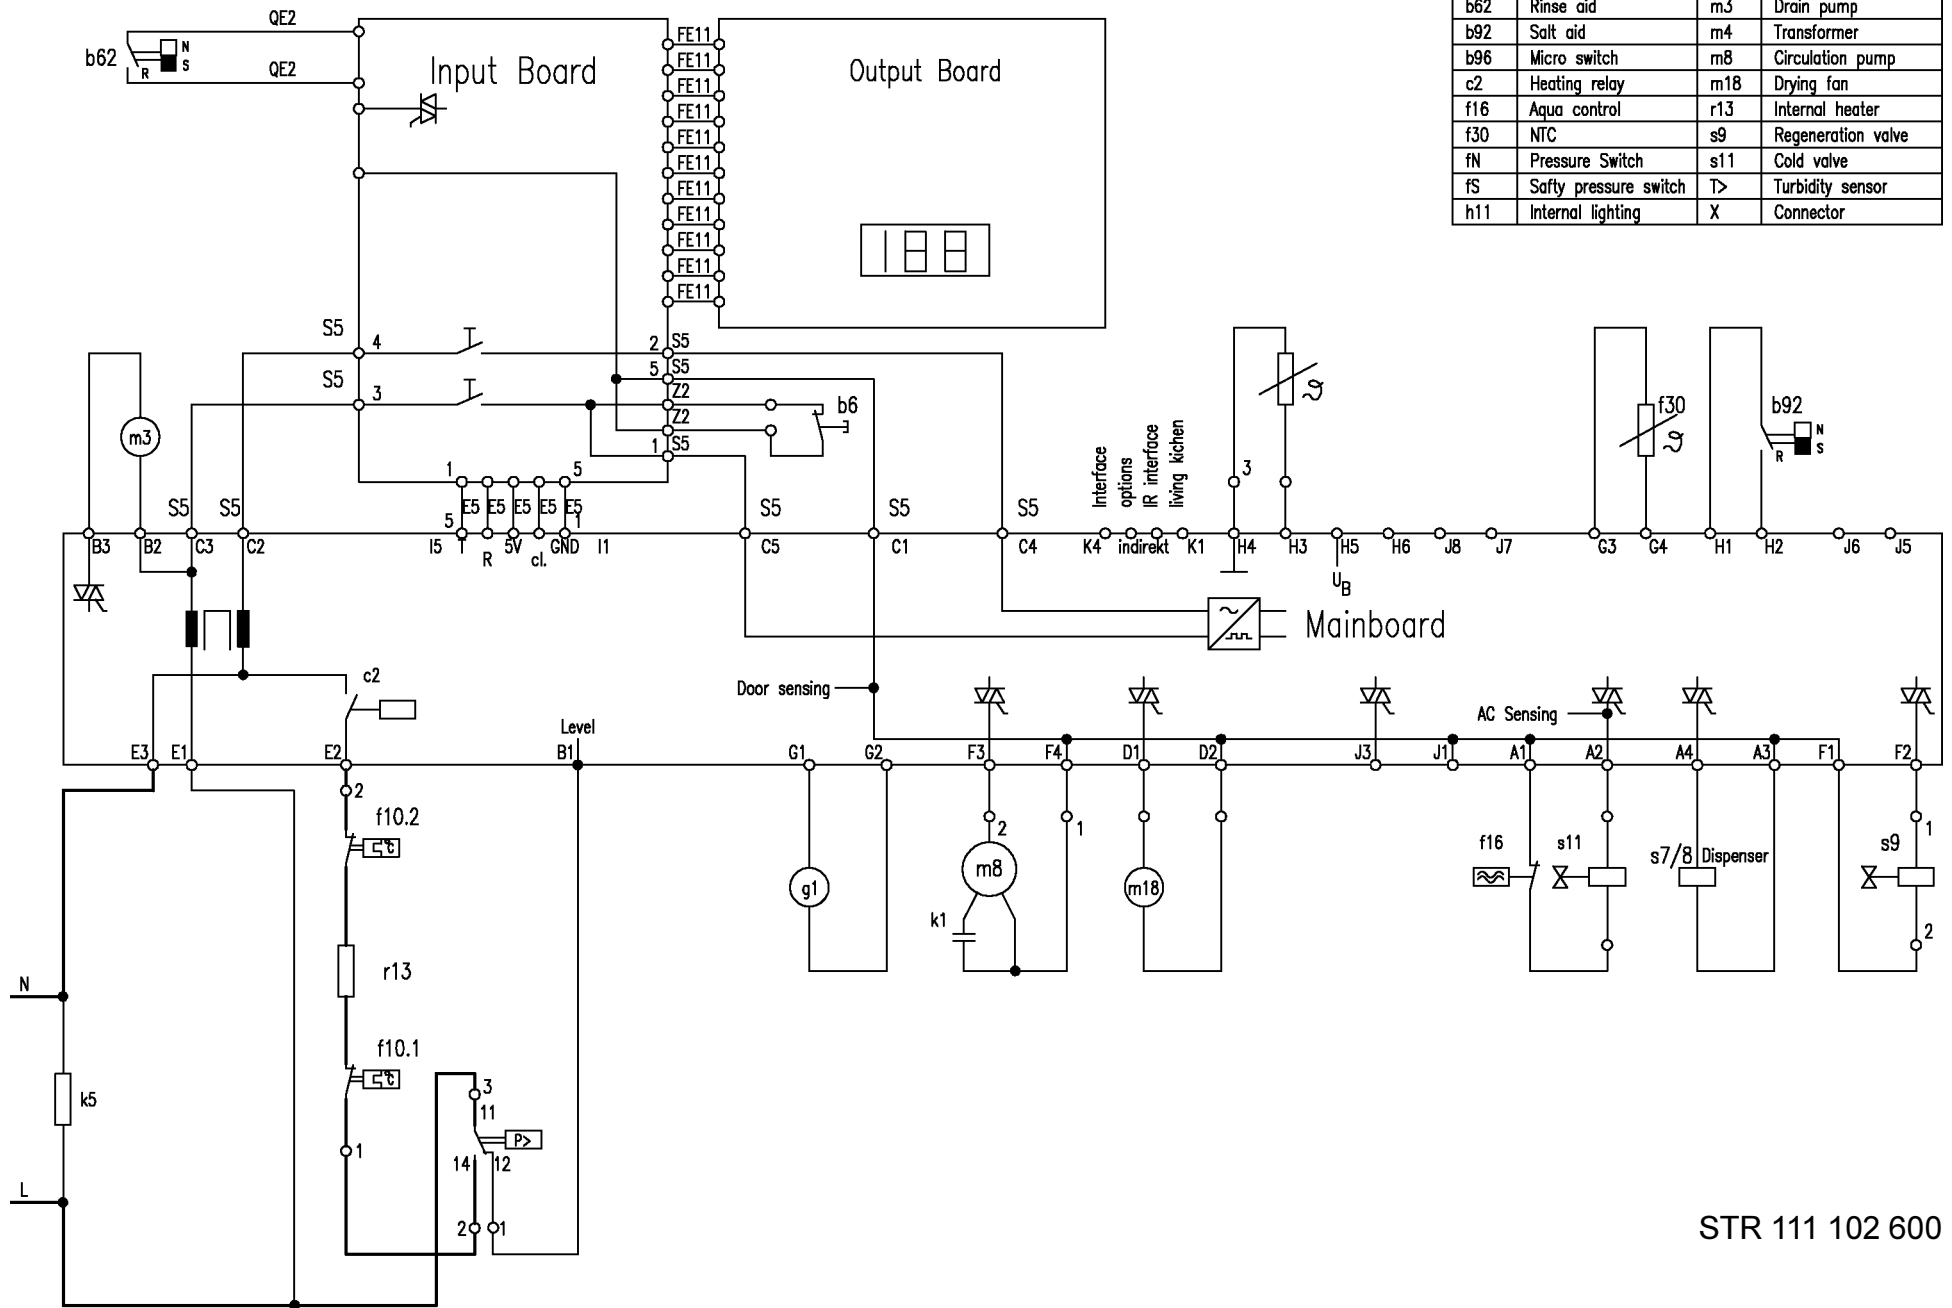 QE2
b62
N
S
R
QE2
Input Board
Output Board
FE11
FE11
FE11
FE11
FE11
FE11
FE11
FE11
FE11
FE11
FE11
188
b62 Rinse aid m3 Drain pump
b92 Salt aid m4 Transformer
b96 Micro switch m8 Circulation pump
c2 Heating relay m18 Drying fan
f16 Aqua control r13 Internal heater
f30 NTC s9 Regeneration valve
fN Pressure Switch s11 Cold valve
fS Safty pressure switch T> Turbidity sensor
h11 Internal lighting X Connector
S5 4 2 S5
5 S5
S5 3 Z2
Z2
1 S5
b6
m3
1 5
E5 E5 E5 E5 E5
5 1
S5 S5 S5 S5 S5
Interface
options
IR interface
living kichen
3
f30
b92
N
S
R
B3 B2 C3 C2 I5 T R 5V cl. GND I1 C5 C1 C4 K4 indirekt K1 H4 H3 H5 H6 J8 J7 G3 G4 H1 H2 J6 J5
UB
Mainboard
c2
Door sensing
AC Sensing
Level
E3 E1 E2 B1 G1 G2 F3 F4 D1 D2 J3 J1 A1 A2 A4 A3 F1 F2
2
f10.2
°C
2 1
1
g1
m8
k1
m18
f16
s11
s7/8 Dispenser
s9
2
r13
N
f10.1
°C
k5
3
11
P>
14 12
1
L
2 1
STR 111 102 600